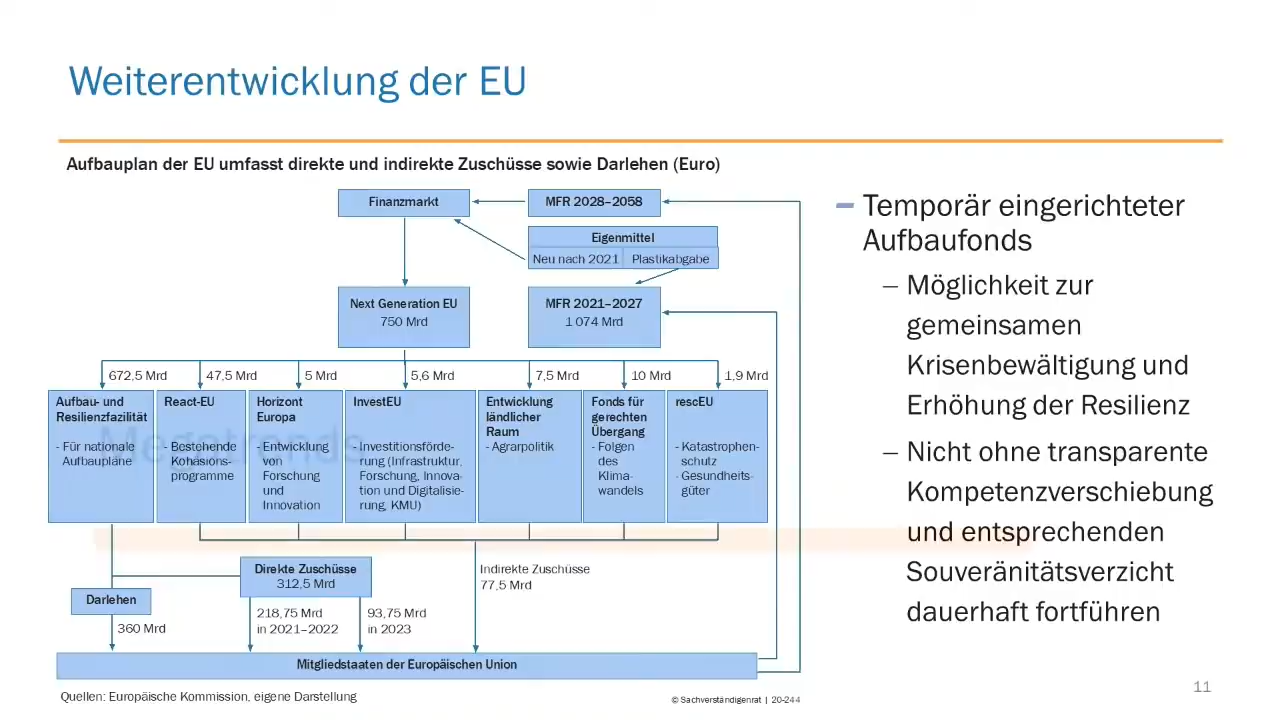 Weiterentwicklung der EU
Aufbauplan der EU umfasst direkte und indirekte Zuschüsse sowie Darlehen (Euro)
Finanzmarkt
MFR 2028–2058
Eigenmittel
Neu nach 2021
Plastikabgabe
Next Generation EU
750 Mrd
MFR 2021–2027
1 074 Mrd
672,5 Mrd
47,5 Mrd
5 Mrd
5,6 Mrd
7,5 Mrd
10 Mrd
1,9 Mrd
Aufbau- und
Resilienzfazilität
- Für nationale
Aufbaupläne
React-EU
- Bestehende
Kohäsions-
programme
Horizont
Europa
- Entwicklung
von
Forschung
und
Innovation
InvestEU
- Investitionsförde-
rung (Infrastruktur,
Forschung, Innova-
tion und Digitalisie-
rung, KMU)
Entwicklung
ländlicher
Raum
- Agrarpolitik
Fonds für
gerechten
Übergang
- Folgen
des
Klima-
wandels
rescEU
- Katastrophen-
schutz
- Gesundheits-
güter
Megatrends
Direkte Zuschüsse
312,5 Mrd
Indirekte Zuschüsse
77,5 Mrd
Darlehen
360 Mrd
218,75 Mrd
in 2021–2022
93,75 Mrd
in 2023
Mitgliedstaaten der Europäischen Union
Quellen: Europäische Kommission, eigene Darstellung
© Sachverständigenrat | 20-244
Temporär eingerichteter
Aufbaufonds
– Möglichkeit zur
gemeinsamen
Krisenbewältigung und
Erhöhung der Resilienz
– Nicht ohne transparente
Kompetenzverschiebung
und entsprechenden
Souveränitätsverzicht
dauerhaft fortführen
11